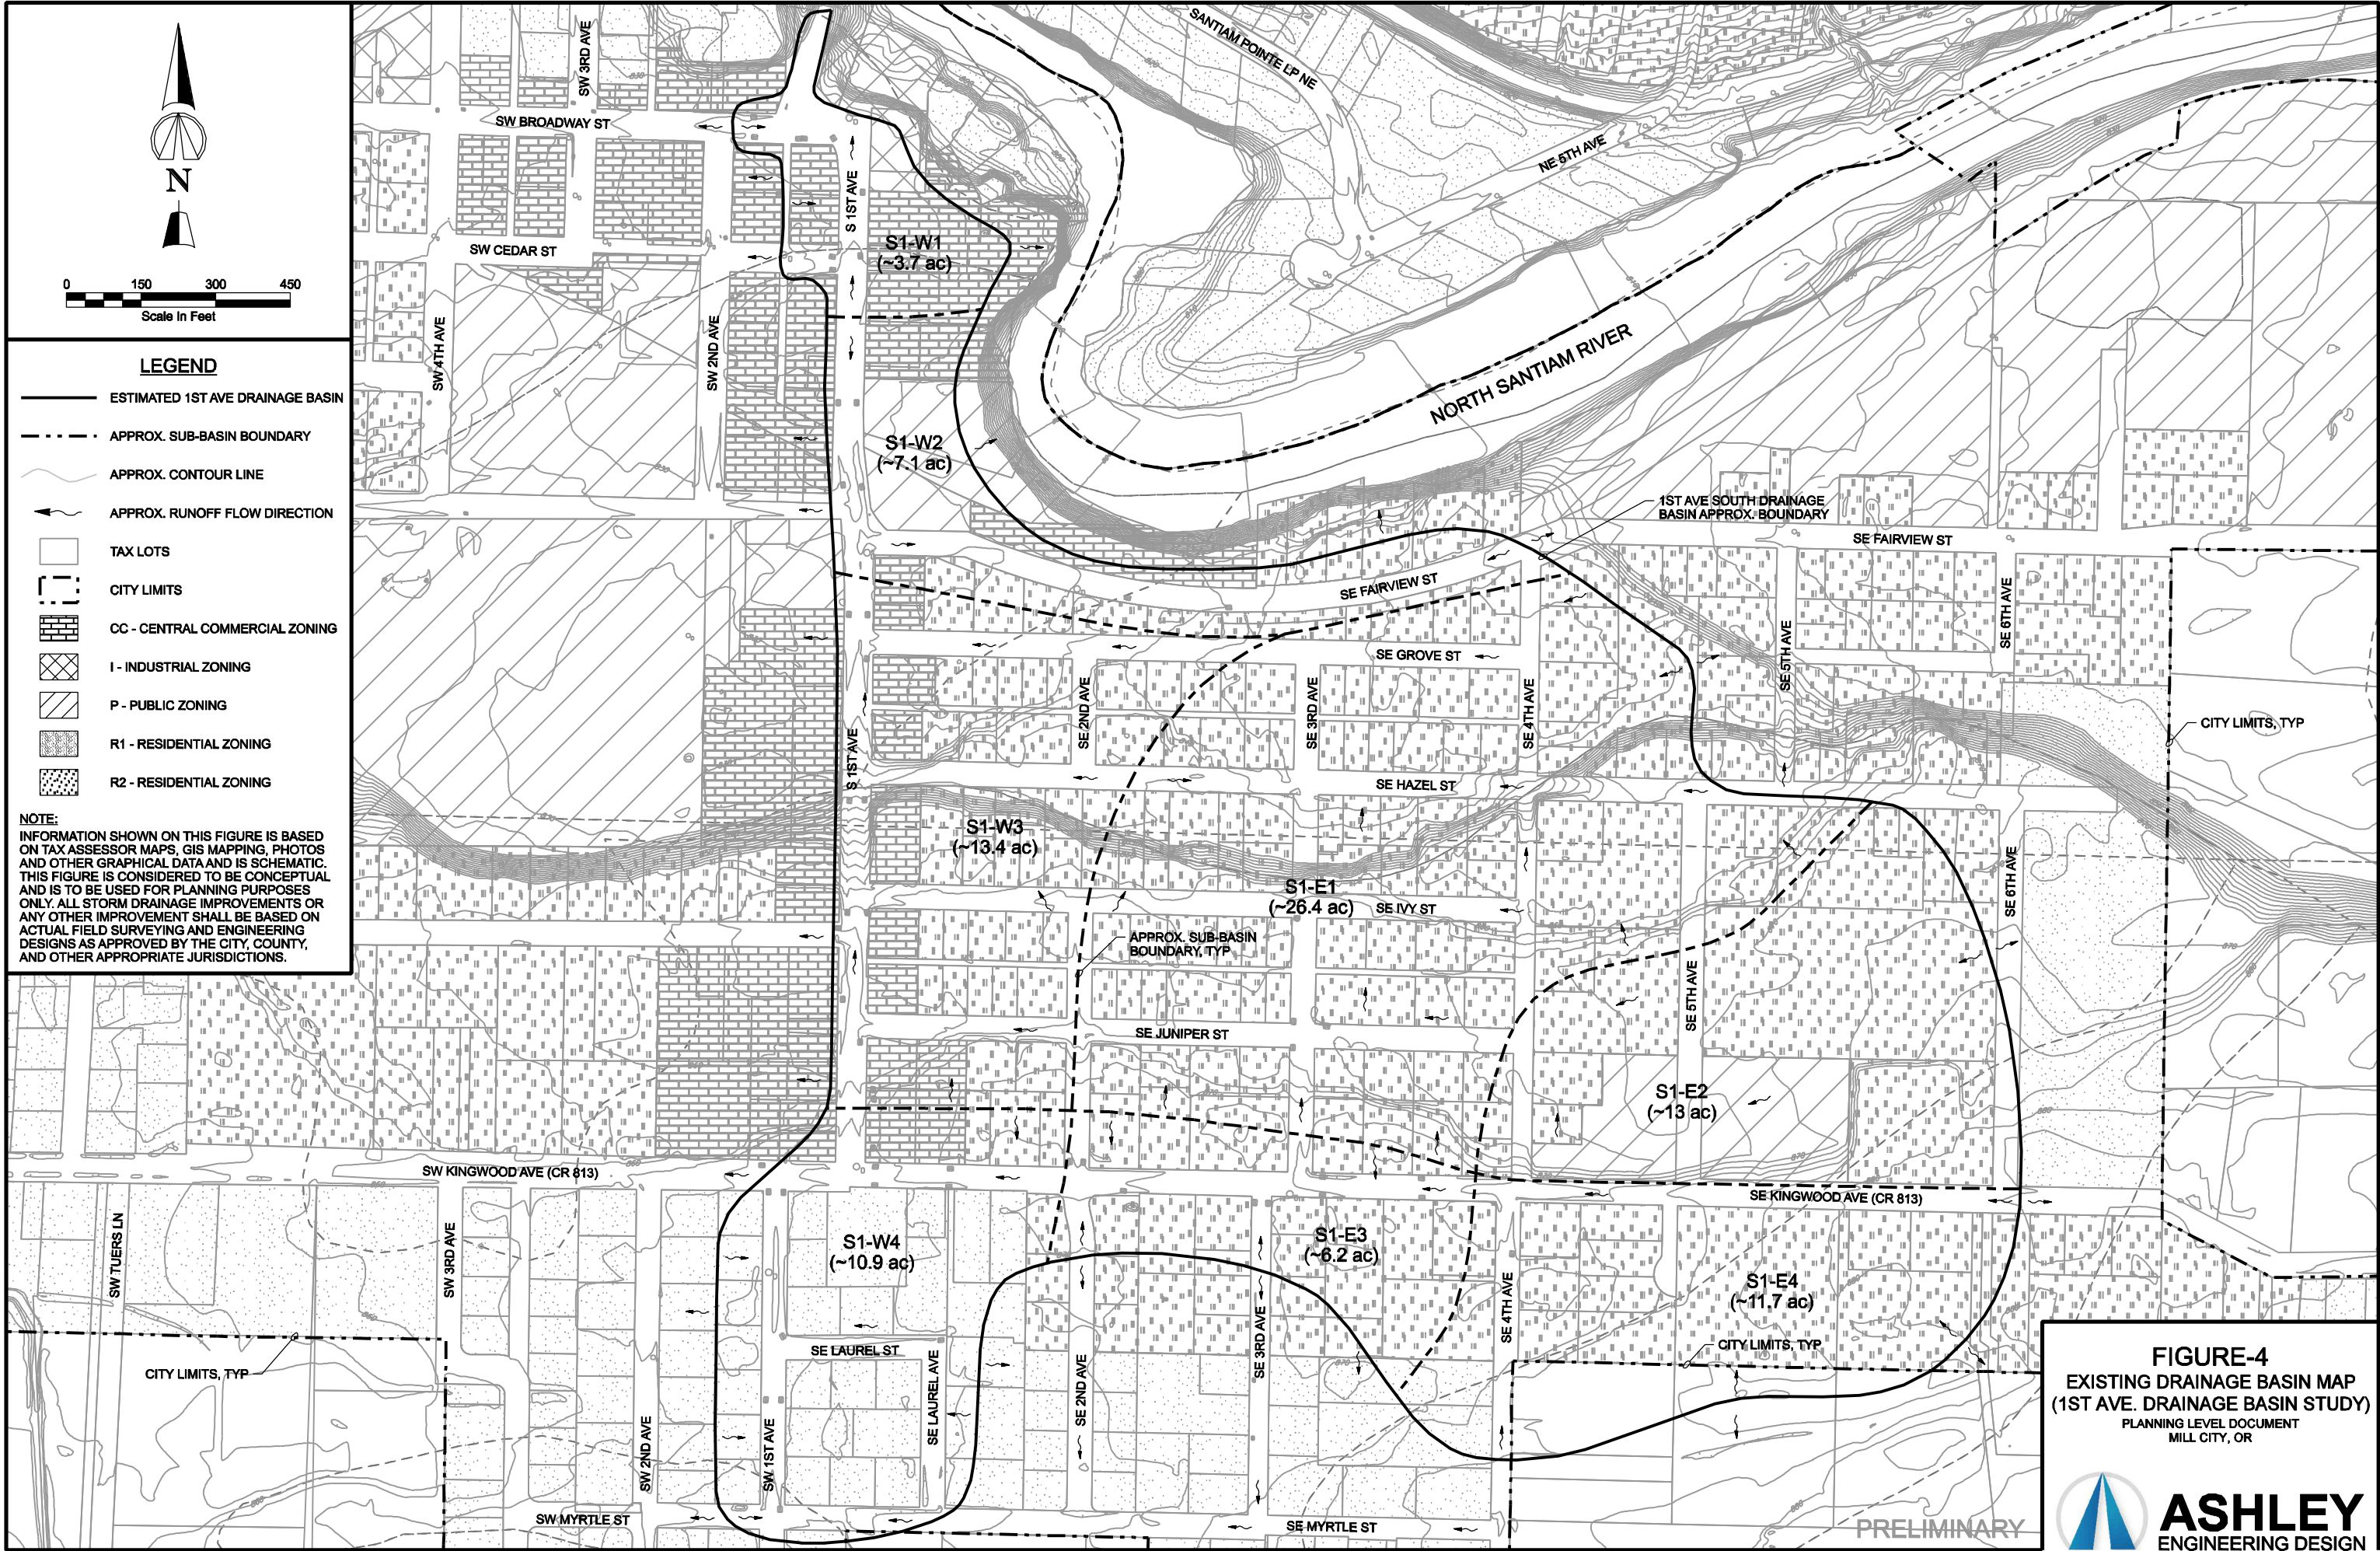 N
0 150 300 450
Scale In Feet
LEGEND
ESTIMATED 1ST AVE DRAINAGE BASIN
APPROX. SUB-BASIN BOUNDARY
APPROX. CONTOUR LINE
APPROX. RUNOFF FLOW DIRECTION
TAX LOTS
CITY LIMITS
CC - CENTRAL COMMERCIAL ZONING
I - INDUSTRIAL ZONING
P - PUBLIC ZONING
R1 - RESIDENTIAL ZONING
R2 - RESIDENTIAL ZONING
NOTE:
INFORMATION SHOWN ON THIS FIGURE IS BASED
ON TAX ASSESSOR MAPS, GIS MAPPING, PHOTOS
AND OTHER GRAPHICAL DATA AND IS SCHEMATIC.
THIS FIGURE IS CONSIDERED TO BE CONCEPTUAL
AND IS TO BE USED FOR PLANNING PURPOSES
ONLY. ALL STORM DRAINAGE IMPROVEMENTS OR
ANY OTHER IMPROVEMENT SHALL BE BASED ON
ACTUAL FIELD SURVEYING AND ENGINEERING
DESIGNS AS APPROVED BY THE CITY, COUNTY,
AND OTHER APPROPRIATE JURISDICTIONS.
SW 3RD AVE
SANTIAM POINTE LP NE
SW BROADWAY ST
NE 5TH AVE
S 1ST AVE
SW CEDAR ST
S1-W1
(~3.7 ac)
SW 4TH AVE
SW 2ND AVE
NORTH SANTIAM RIVER
S1-W2
(~7.1 ac)
1ST AVE SOUTH DRAINAGE
BASIN APPROX. BOUNDARY
SE FAIRVIEW ST
SE FAIRVIEW ST
SE 6TH AVE
SE GROVE ST
SE 5TH AVE
SE 2ND AVE
SE 3RD AVE
SE 4TH AVE
CITY LIMITS, TYP
S 1ST AVE
SE HAZEL ST
S1-W3
(~13.4 ac)
S1-E1
(~26.4 ac)
SE IVY ST
SE 6TH AVE
APPROX. SUB-BASIN
BOUNDARY, TYP
SE 5TH AVE
SE JUNIPER ST
S1-E2
(~13 ac)
SW KINGWOOD AVE (CR 813)
SE KINGWOOD AVE (CR 813)
SW TUERS LN
SW 3RD AVE
S1-W4
(~10.9 ac)
S1-E3
(~6.2 ac)
S1-E4
(~11.7 ac)
SE 4TH AVE
SE 3RD AVE
CITY LIMITS, TYP
SE LAUREL ST
CITY LIMITS, TYP
SE LAUREL AVE
SE 2ND AVE
SW 2ND AVE
SW 1ST AVE
SW MYRTLE ST
SE MYRTLE ST
FIGURE-4
EXISTING DRAINAGE BASIN MAP
(1ST AVE. DRAINAGE BASIN STUDY)
PLANNING LEVEL DOCUMENT
MILL CITY, OR
PRELIMINARY
ASHLEY
ENGINEERING DESIGN